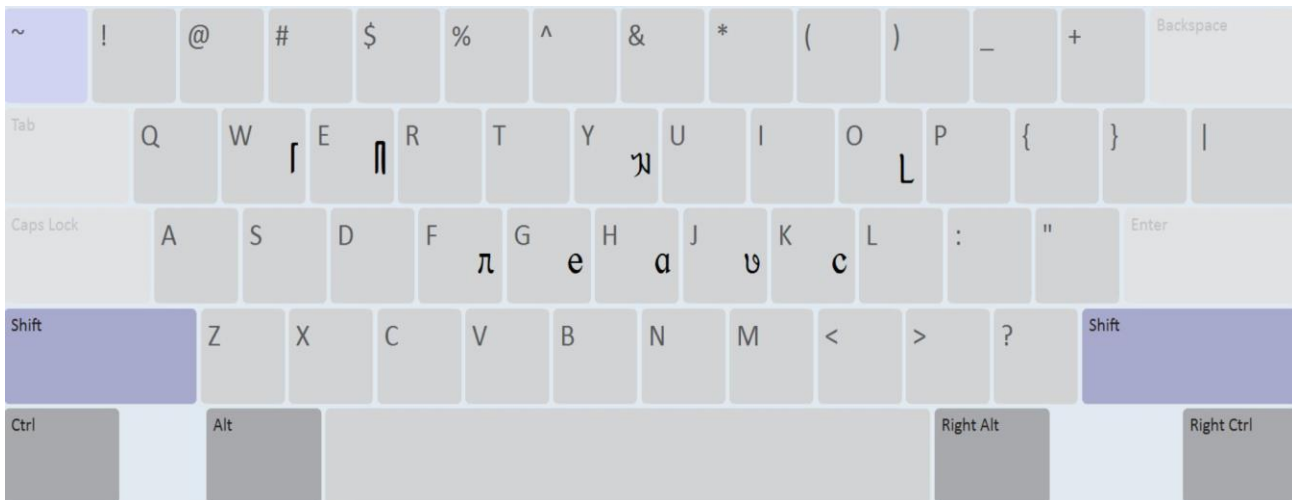 ~ ! @ # $ % ^ & * ( ) _ + Backspace
Tab Q W E R T Y U I O P { } |
Caps Lock A S D F G H J K L : " Enter
Shift Z X C V B N M < > ? Shift
Ctrl Alt Right Alt Right Ctrl